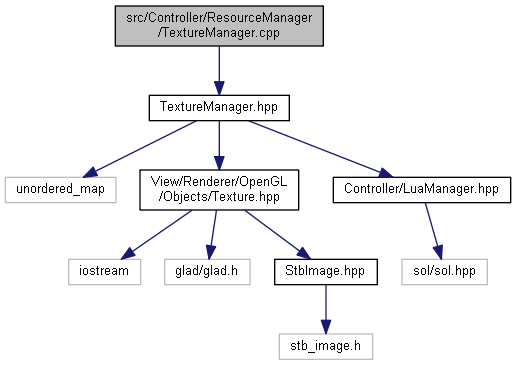 src/Controller/ResourceManager
/TextureManager.cpp
TextureManager.hpp
unordered_map
View/Renderer/OpenGL
/Objects/Texture.hpp
Controller/LuaManager.hpp
iostream
glad/glad.h
StbImage.hpp
sol/sol.hpp
stb_image.h